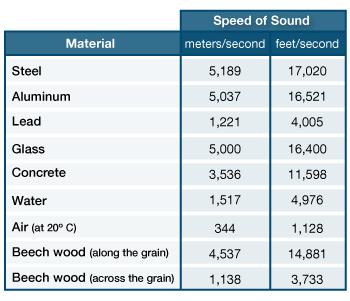 Speed of Sound
Material meters/second feet/second
Steel 5,189 17,020
Aluminum 5,037 16,521
Lead 1,221 4,005
Glass 5,000 16,400
Concrete 3,536 11,598
Water 1,517 4,976
Air (at 20º C) 344 1,128
Beech wood (along the grain) 4,537 14,881
Beech wood (across the grain) 1,138 3,733